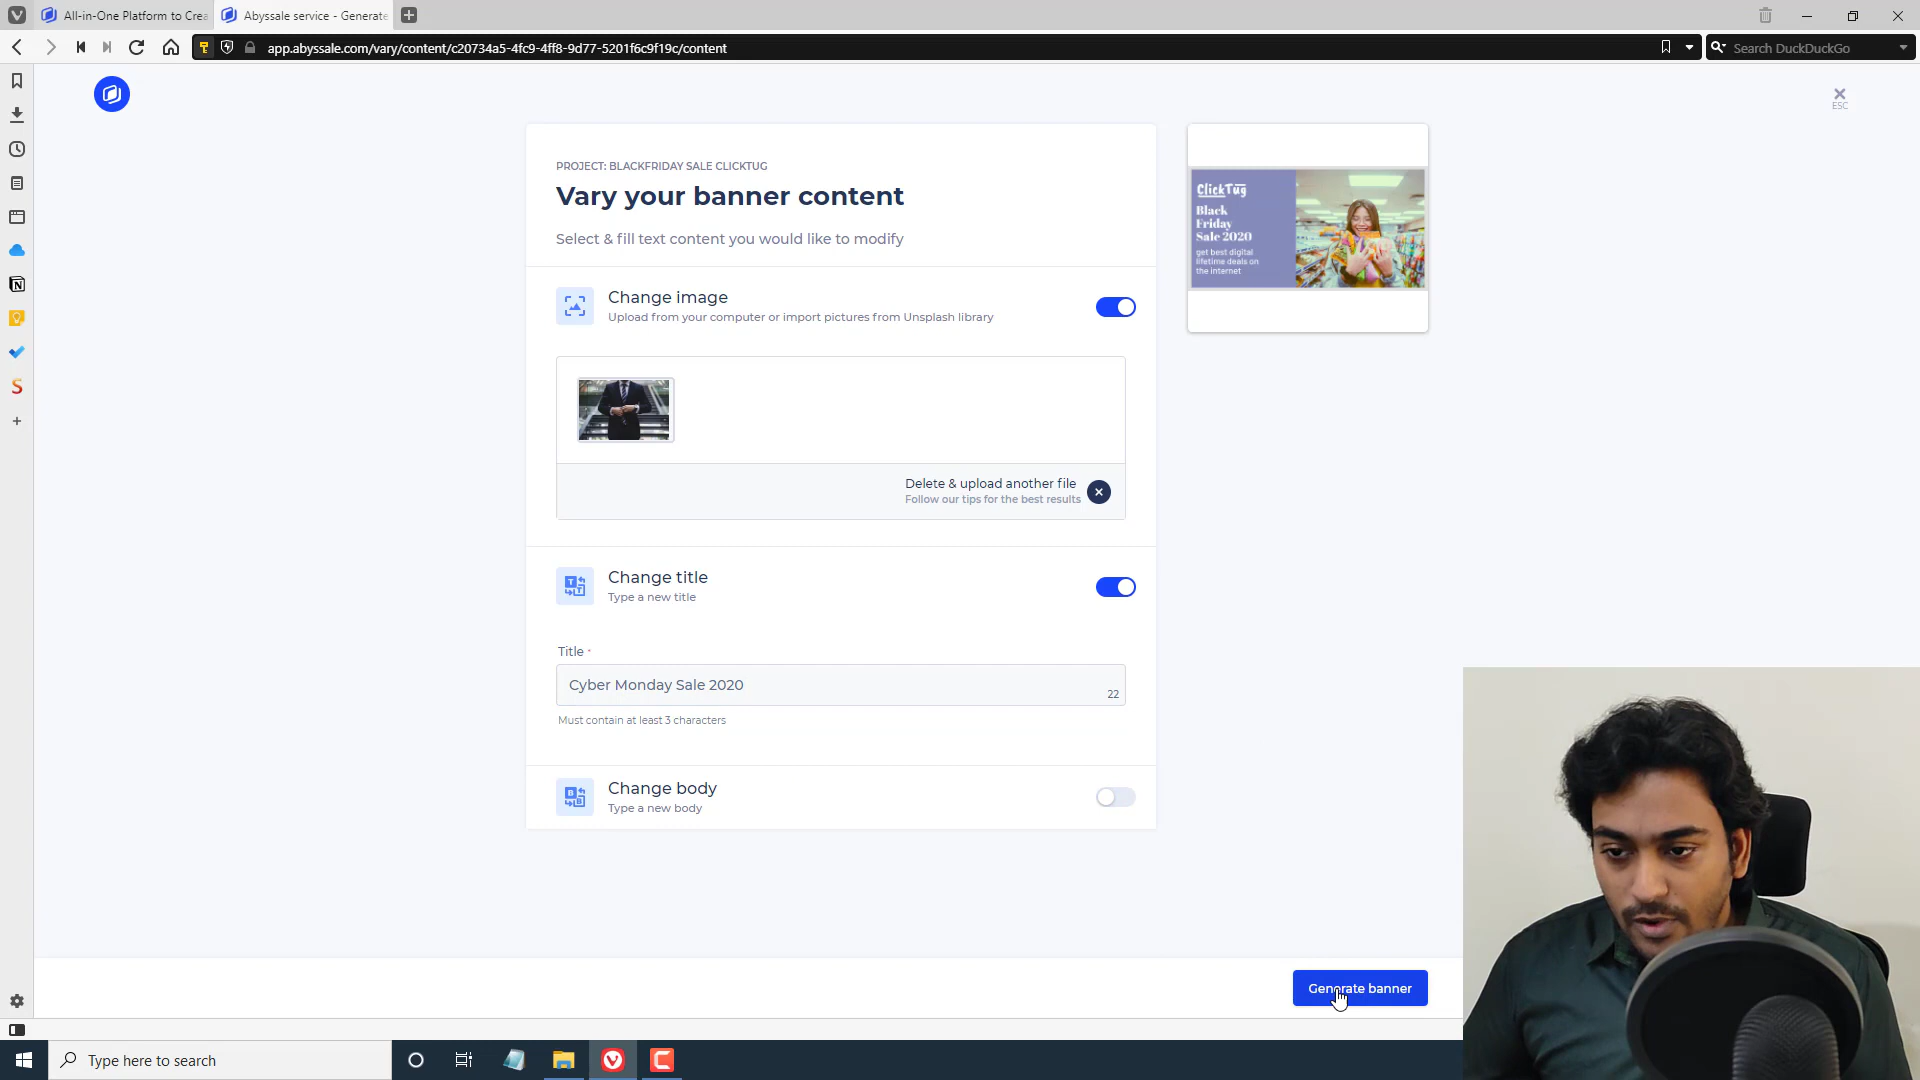 All-in-One Platform to Crea
Abyssale service - Generate
app.abyssale.com/vary/content/c20734a5-4fc9-4ff8-9d77-5201f6c9f19c/content
Search DuckDuckGo
ESC
PROJECT: BLACKFRIDAY SALE CLICKTUG
Vary your banner content
Select & fill text content you would like to modify
Change image
Upload from your computer or import pictures from Unsplash library
Delete & upload another file
Follow our tips for the best results
Change title
Type a new title
Title *
Cyber Monday Sale 2020
22
Must contain at least 3 characters
Change body
Type a new body
ClickTug
Black
Friday
Sale 2020
get best digital
lifetime deals on
the internet
Generate banner
Type here to search